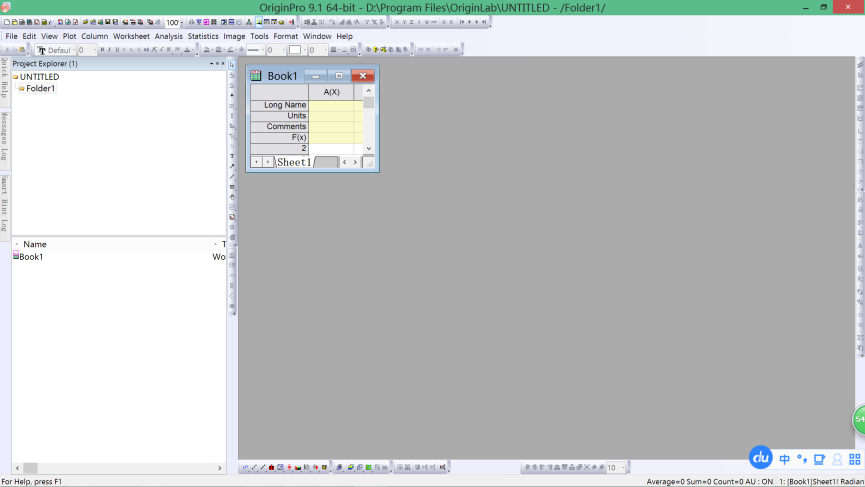 OriginPro 9.1 64-bit - D:\Program Files\OriginLab\UNTITLED - /Folder1/
100%
File Edit View Plot Column Worksheet Analysis Statistics Image Tools Format Window Help
Defaul 0
0
0
Project Explorer (1)
UNTITLED
Folder1
Quick Help
Messages Log
Smart Hint Log
Book1
A(X)
Long Name
Units
Comments
F(x)
2
Sheet1
Name T
Book1 Wo
10
54
du 中
For Help, press F1
Average=0 Sum=0 Count=0 AU : ON 1: [Book1]Sheet1! Radian